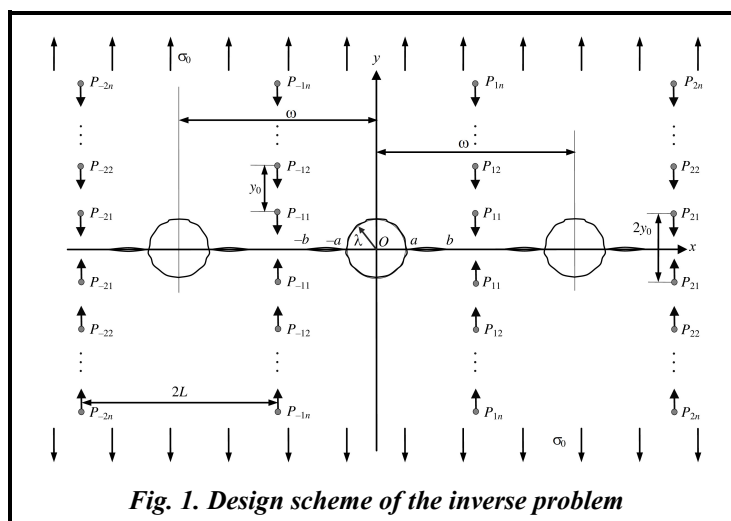 σ₀ y
P₋₂ₙ P₋₁ₙ P₁ₙ P₂ₙ
ω ω
P₋₂₂ P₋₁₂ P₁₂ P₂₂
y₀
P₋₂₁ P₋₁₁ P₁₁ P₂₁ 2y₀
–b –a λ O a b x
P₋₂₁ P₋₁₁ P₁₁ P₂₁
P₋₂₂ P₋₁₂ P₁₂ P₂₂
2L
P₋₂ₙ P₋₁ₙ P₁ₙ P₂ₙ
σ₀
Fig. 1. Design scheme of the inverse problem